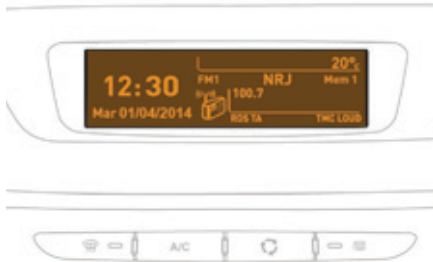 20°c
FM1 NRJ Mem 1
12:30
100.7
Mar 01/04/2014
RDS TA TMC LOUD
A/C